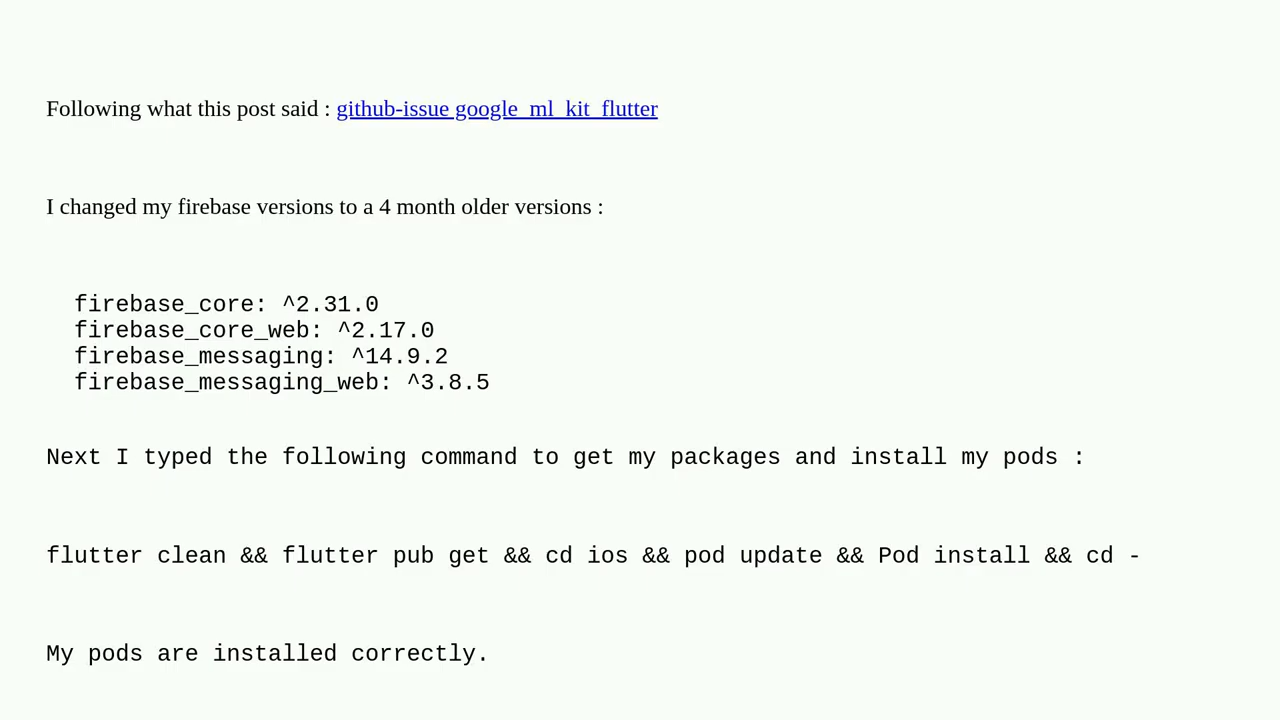 Following what this post said : github-issue google_ml_kit_flutter
I changed my firebase versions to a 4 month older versions :
firebase_core: ^2.31.0
firebase_core_web: ^2.17.0
firebase_messaging: ^14.9.2
firebase_messaging_web: ^3.8.5
Next I typed the following command to get my packages and install my pods :
flutter clean && flutter pub get && cd ios && pod update && Pod install && cd -
My pods are installed correctly.